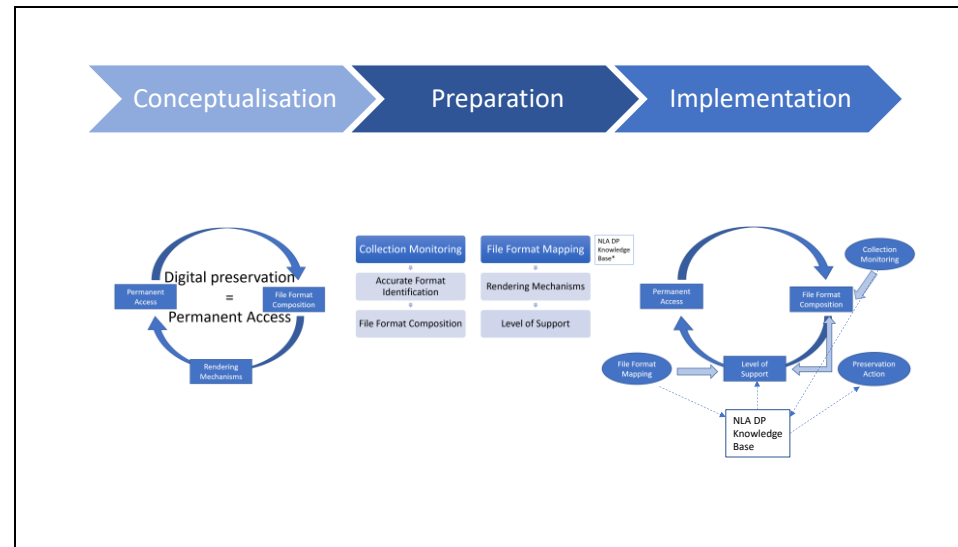 Conceptualisation
Preparation
Implementation
Digital preservation
=
Permanent Access
Permanent
Access
File Format
Composition
Rendering
Mechanisms
Collection Monitoring
Accurate Format
Identification
File Format Composition
File Format Mapping
Rendering Mechanisms
Level of Support
NLA DP
Knowledge
Base*
Collection
Monitoring
Permanent
Access
File Format
Composition
File Format
Mapping
Level of
Support
Preservation
Action
NLA DP
Knowledge
Base